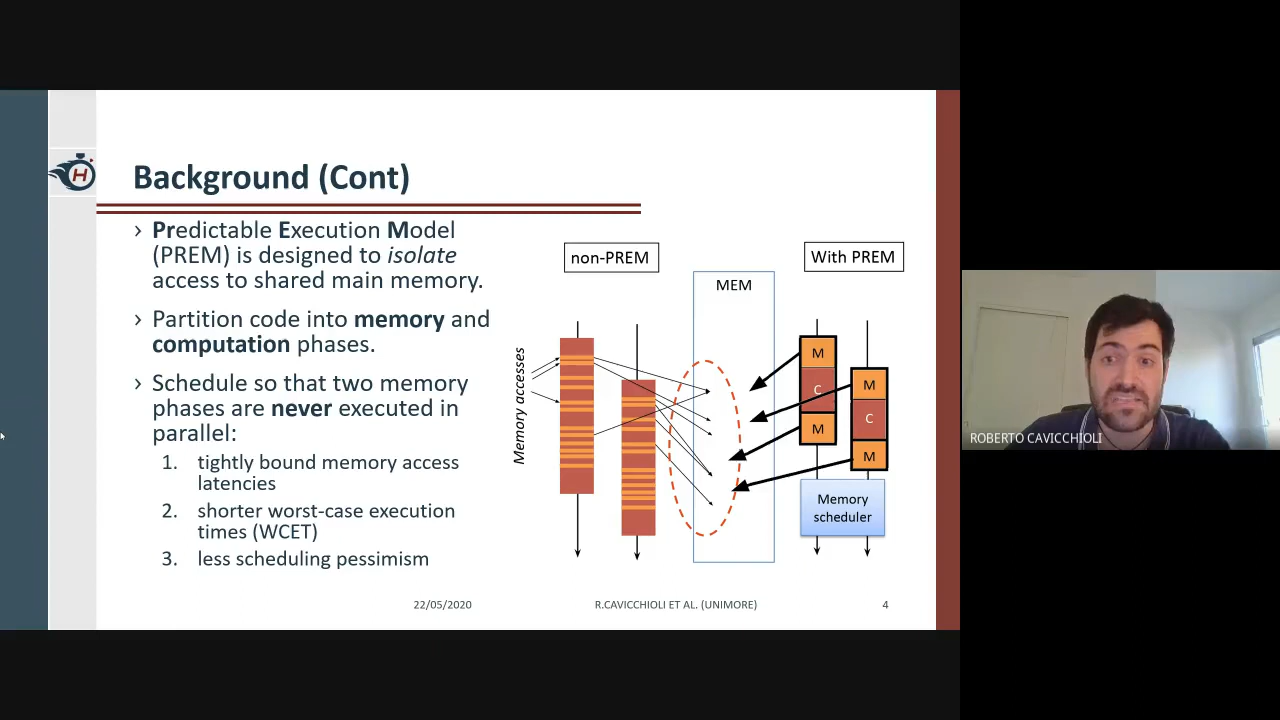 Background (Cont)
› Predictable Execution Model
(PREM) is designed to isolate
access to shared main memory.
› Partition code into memory and
computation phases.
› Schedule so that two memory
phases are never executed in
parallel:
1. tightly bound memory access
latencies
2. shorter worst-case execution
times (WCET)
3. less scheduling pessimism
non-PREM
MEM
With PREM
Memory accesses
M
C
M
M
C
M
Memory
scheduler
22/05/2020
R.CAVICCHIOLI ET AL. (UNIMORE)
4
H
ROBERTO CAVICCHIOLI